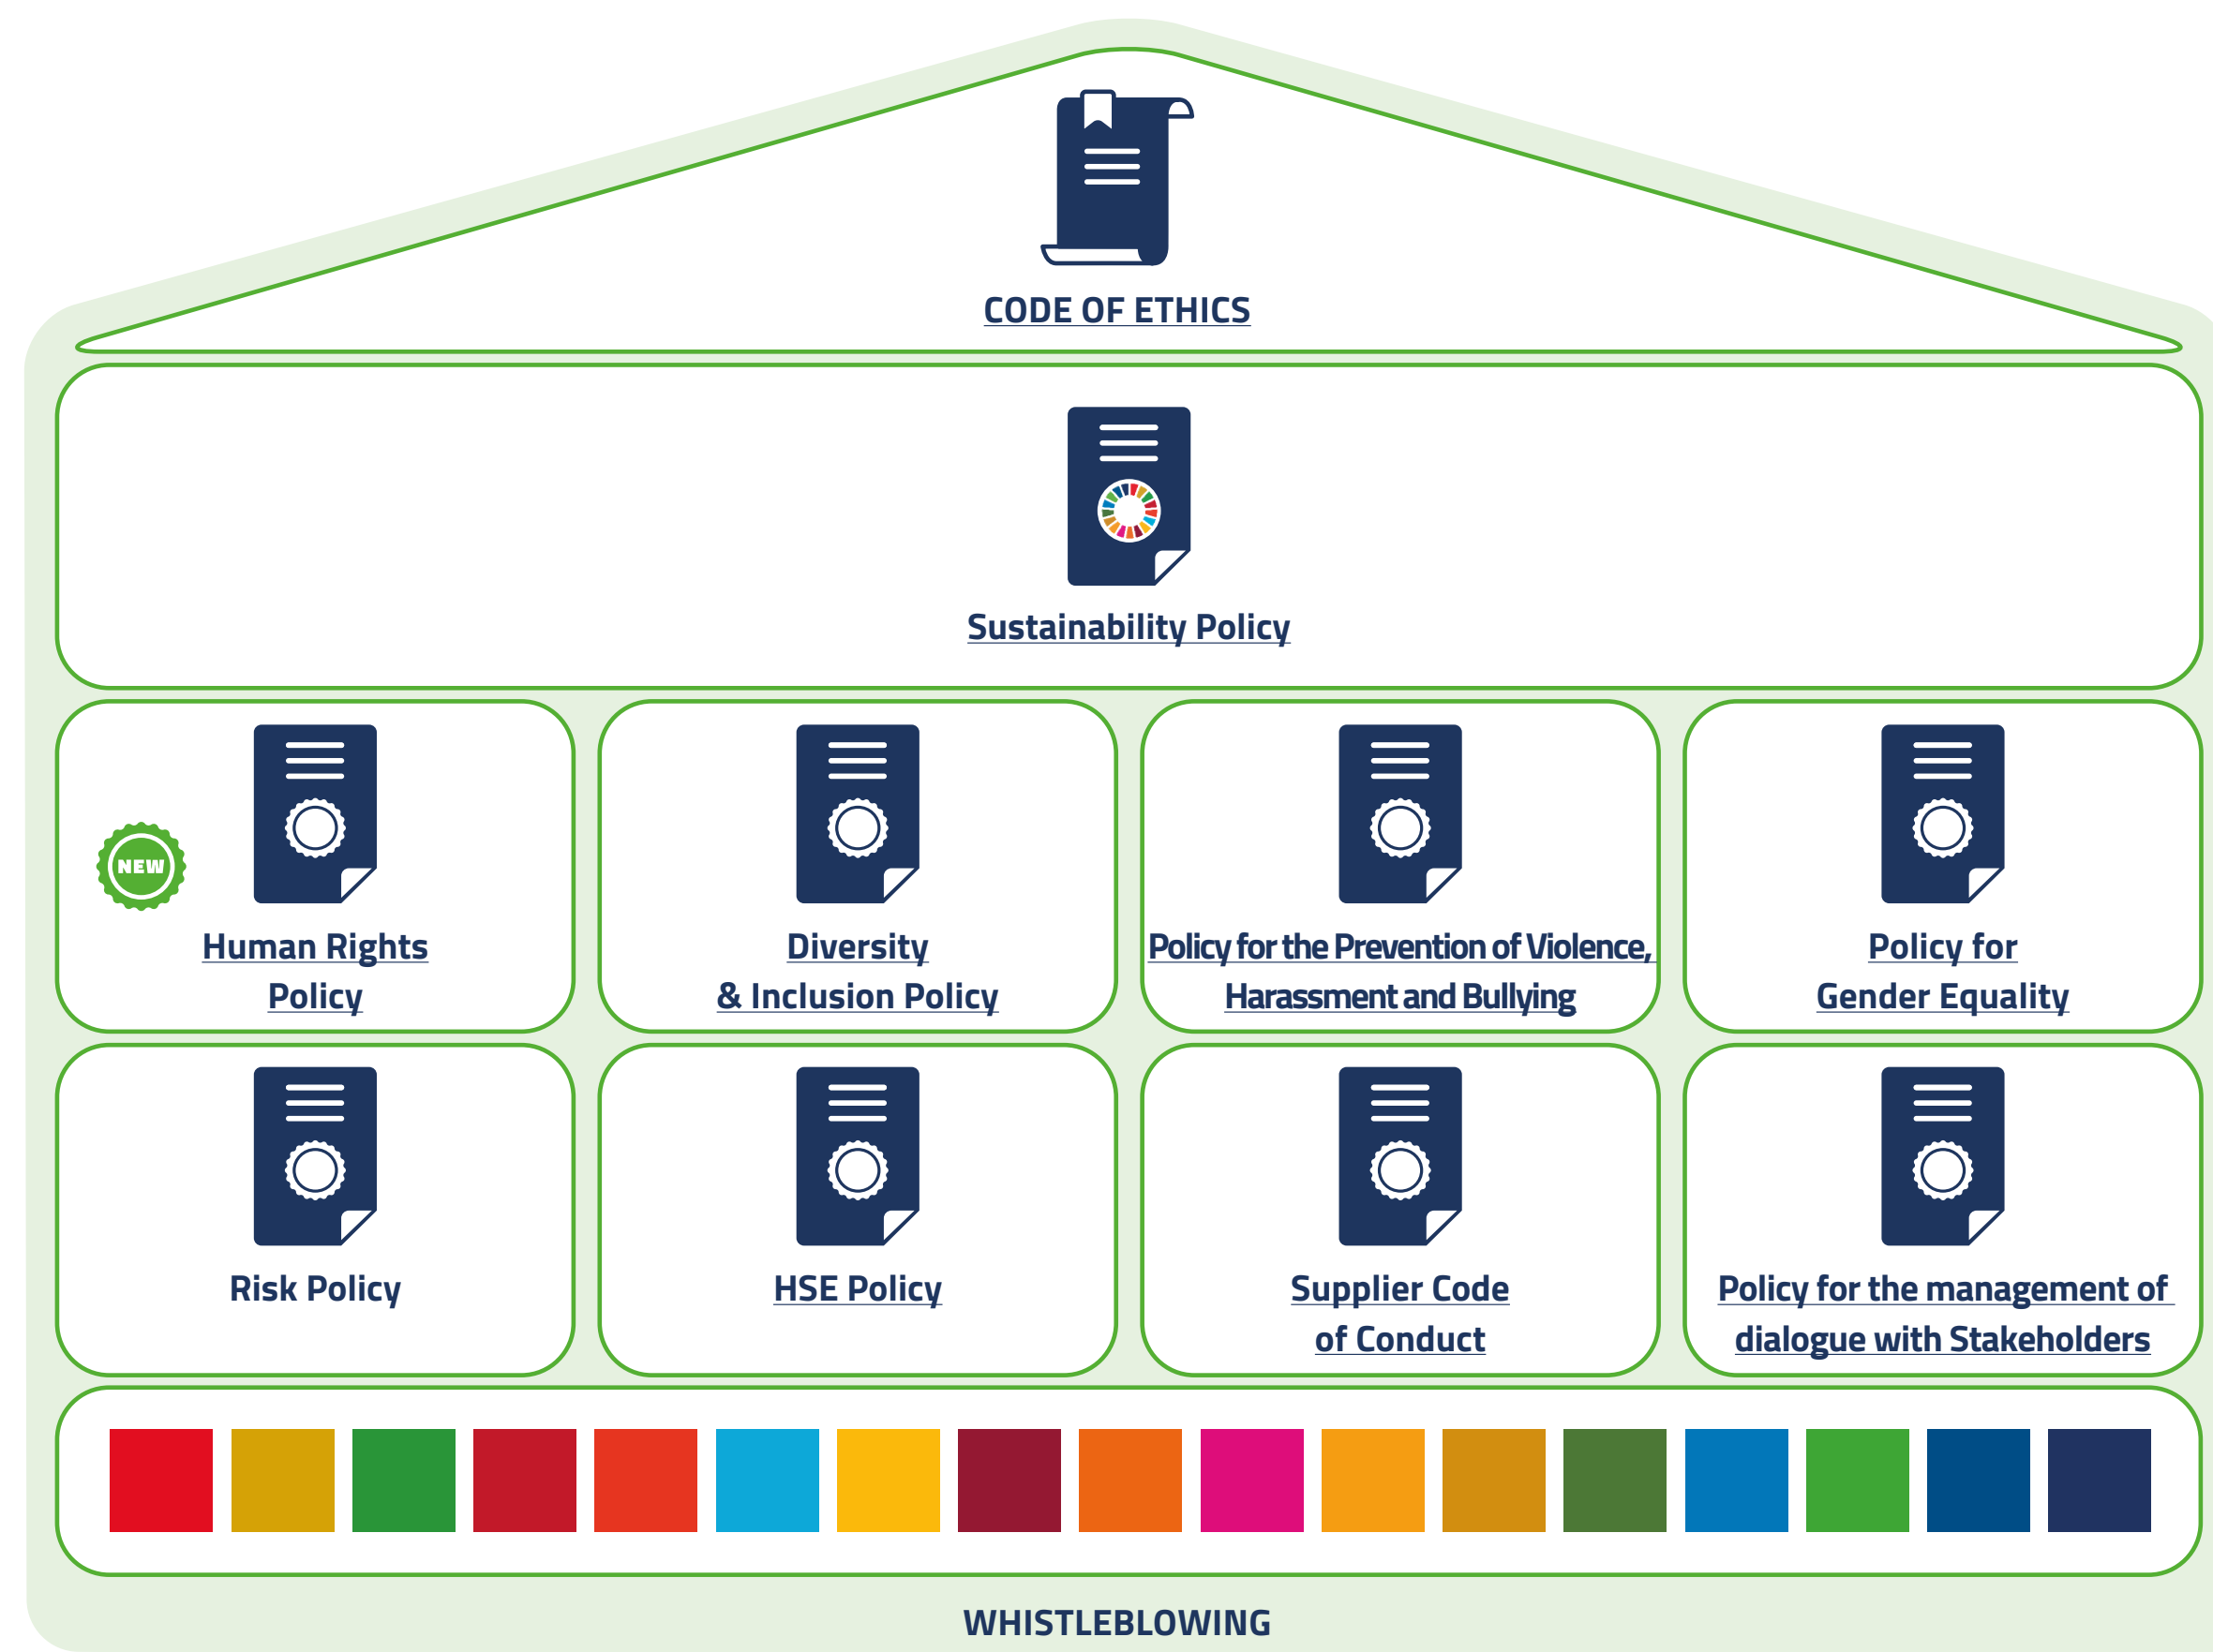 CODE OF ETHICS
Sustainability Policy
NEW
Human Rights
Policy
Diversity
& Inclusion Policy
Policy for the Prevention of Violence,
Harassment and Bullying
Policy for
Gender Equality
Risk Policy
HSE Policy
Supplier Code
of Conduct
Policy for the management of
dialogue with Stakeholders
WHISTLEBLOWING